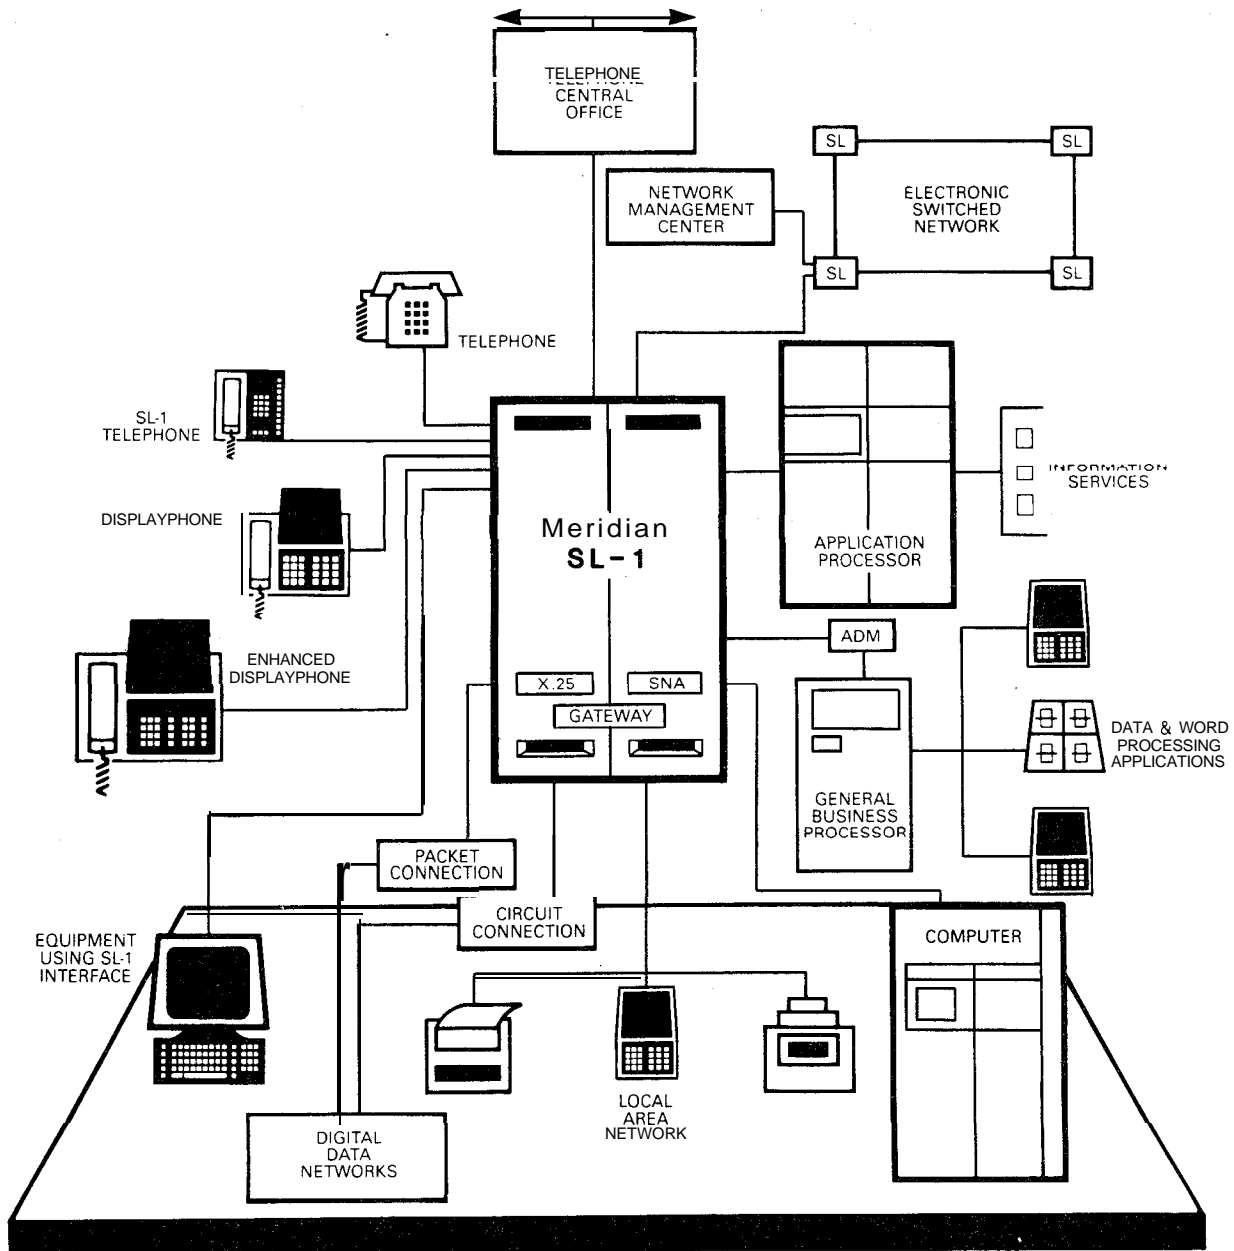 TELEPHONE
CENTRAL
OFFICE
SL
SL
NETWORK
MANAGEMENT
CENTER
ELECTRONIC
SWITCHED
NETWORK
SL
SL
TELEPHONE
SL-1
TELEPHONE
INFORMATION
SERVICES
DISPLAYPHONE
Meridian
SL-1
APPLICATION
PROCESSOR
ADM
ENHANCED
DISPLAYPHONE
X.25
SNA
GATEWAY
DATA & WORD
PROCESSING
APPLICATIONS
GENERAL
BUSINESS
PROCESSOR
PACKET
CONNECTION
CIRCUIT
CONNECTION
EQUIPMENT
USING SL-1
INTERFACE
COMPUTER
LOCAL
AREA
NETWORK
DIGITAL
DATA
NETWORKS